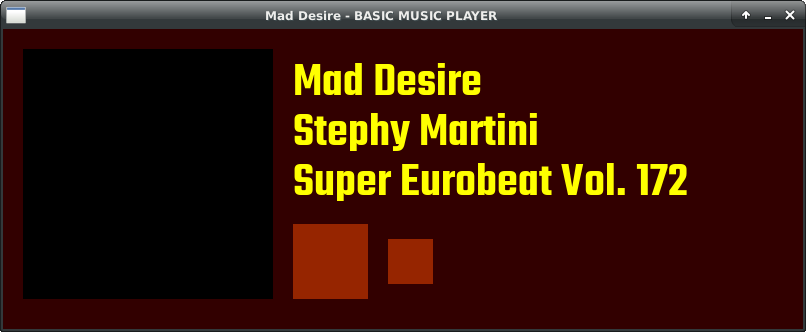 Mad Desire - BASIC MUSIC PLAYER
Mad Desire
Stephy Martini
Super Eurobeat Vol. 172